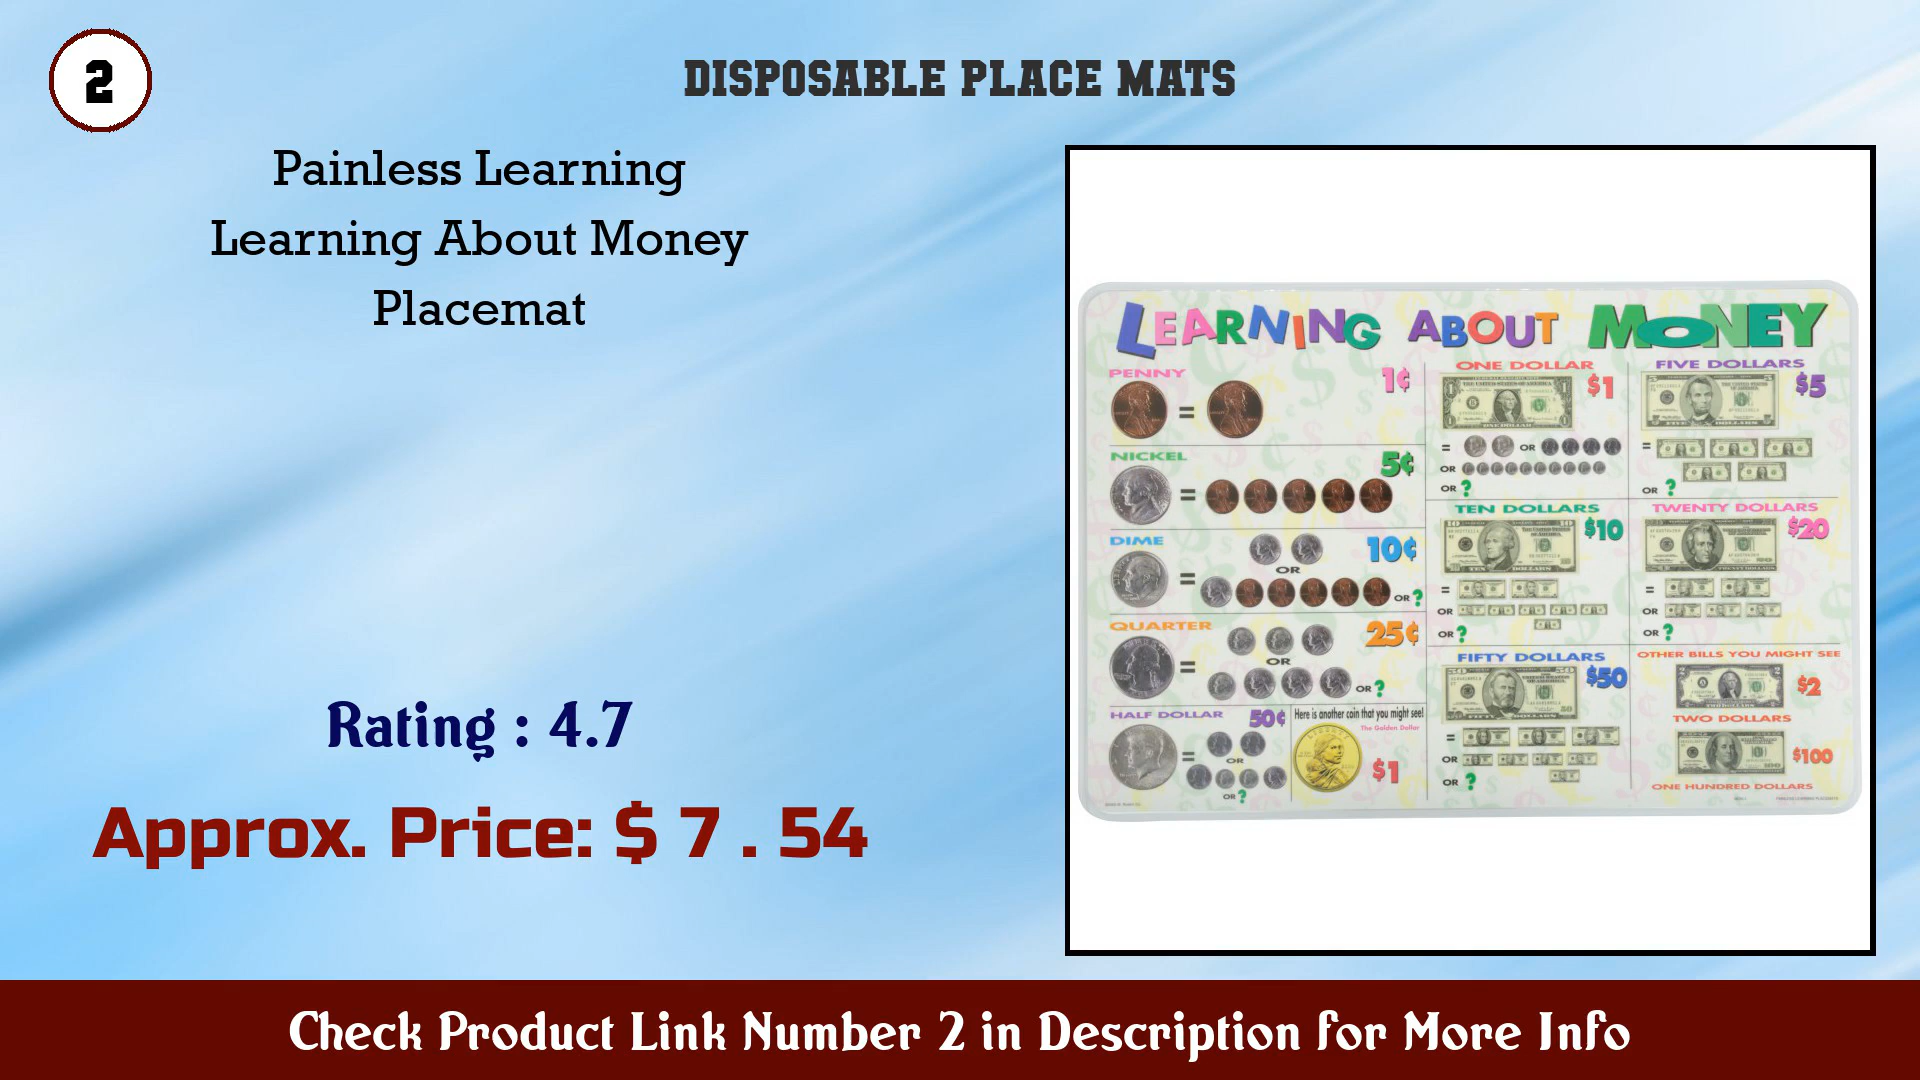 2
DISPOSABLE PLACE MATS
Painless Learning
Learning About Money
Placemat
Rating : 4.7
Approx. Price: $ 7 . 54
LEARNING ABOUT MONEY
PENNY 1¢
=
NICKEL 5¢
=
DIME 10¢
=
OR
OR ?
QUARTER 25¢
=
OR
OR ?
HALF DOLLAR 50¢
=
OR
OR ?
Here is another coin that you might see!
The Golden Dollar
LIBERTY
$1
ONE DOLLAR
$1
= OR
OR
OR ?
FIVE DOLLARS
$5
=
OR ?
TEN DOLLARS
$10
=
OR
OR ?
TWENTY DOLLARS
$20
=
OR
OR ?
FIFTY DOLLARS
$50
=
OR
OR ?
OTHER BILLS YOU MIGHT SEE
$2
TWO DOLLARS
$100
ONE HUNDRED DOLLARS
Check Product Link Number 2 in Description for More Info